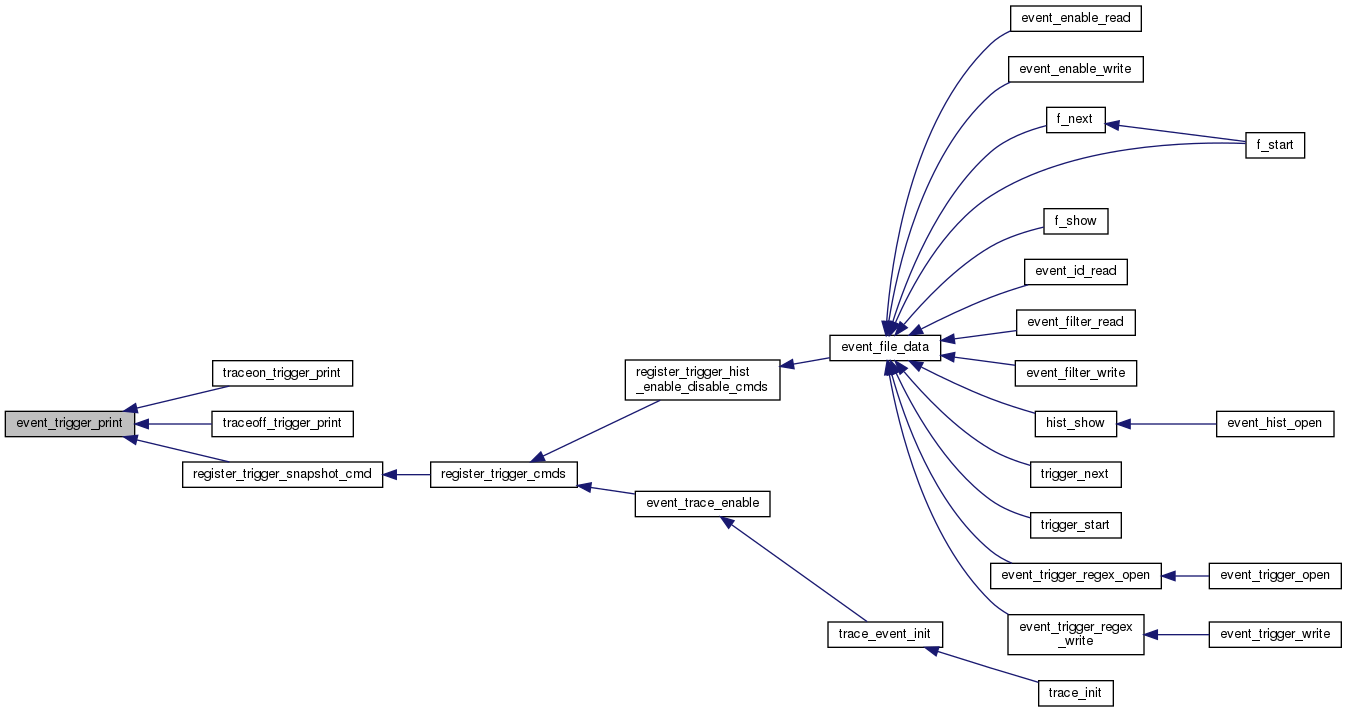 event_enable_read
event_enable_write
f_next
f_start
f_show
event_id_read
event_filter_read
event_file_data
event_filter_write
traceon_trigger_print
register_trigger_hist
_enable_disable_cmds
event_trigger_print
traceoff_trigger_print
hist_show
event_hist_open
register_trigger_snapshot_cmd
register_trigger_cmds
trigger_next
event_trace_enable
trigger_start
event_trigger_regex_open
event_trigger_open
trace_event_init
event_trigger_regex
_write
event_trigger_write
trace_init